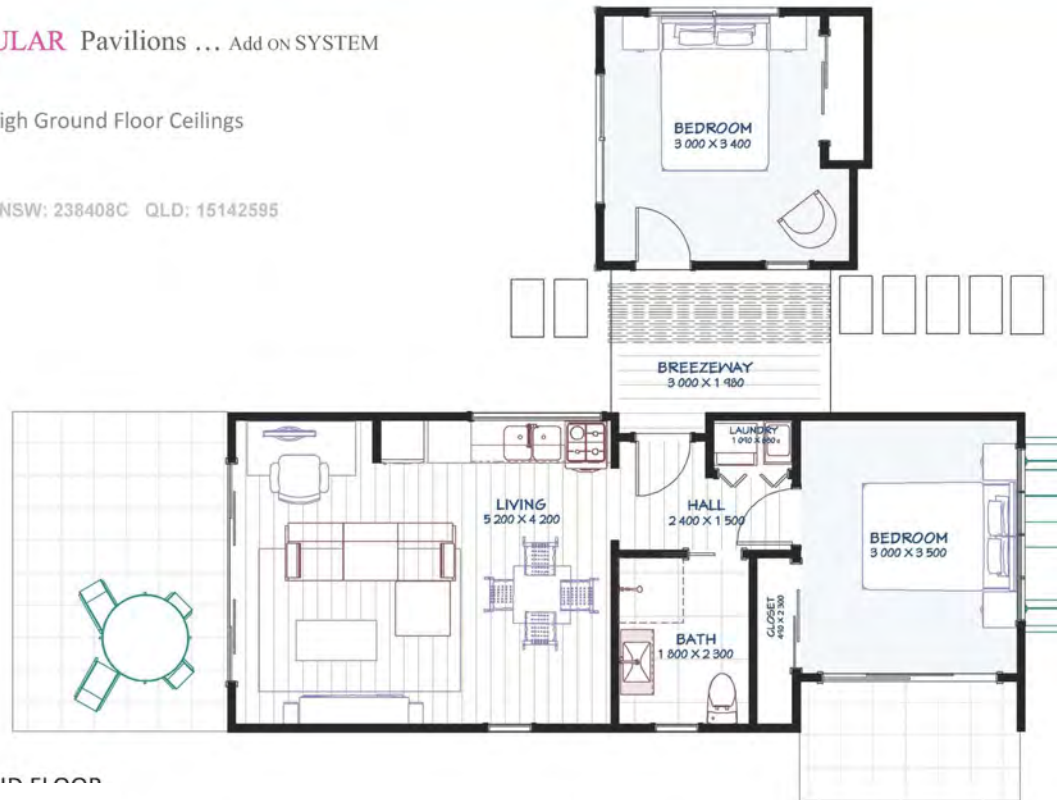 ULAR Pavilions ... Add ON SYSTEM
igh Ground Floor Ceilings
NSW: 238408C QLD: 15142595
BEDROOM
3 000 X 3 400
BREEZEWAY
3 000 X 1 980
LAUNDRY
LIVING
5 200 X 4 200
HALL
2 400 X 1 500
BEDROOM
3 000 X 3 500
CLOSET
BATH
1 800 X 2 300